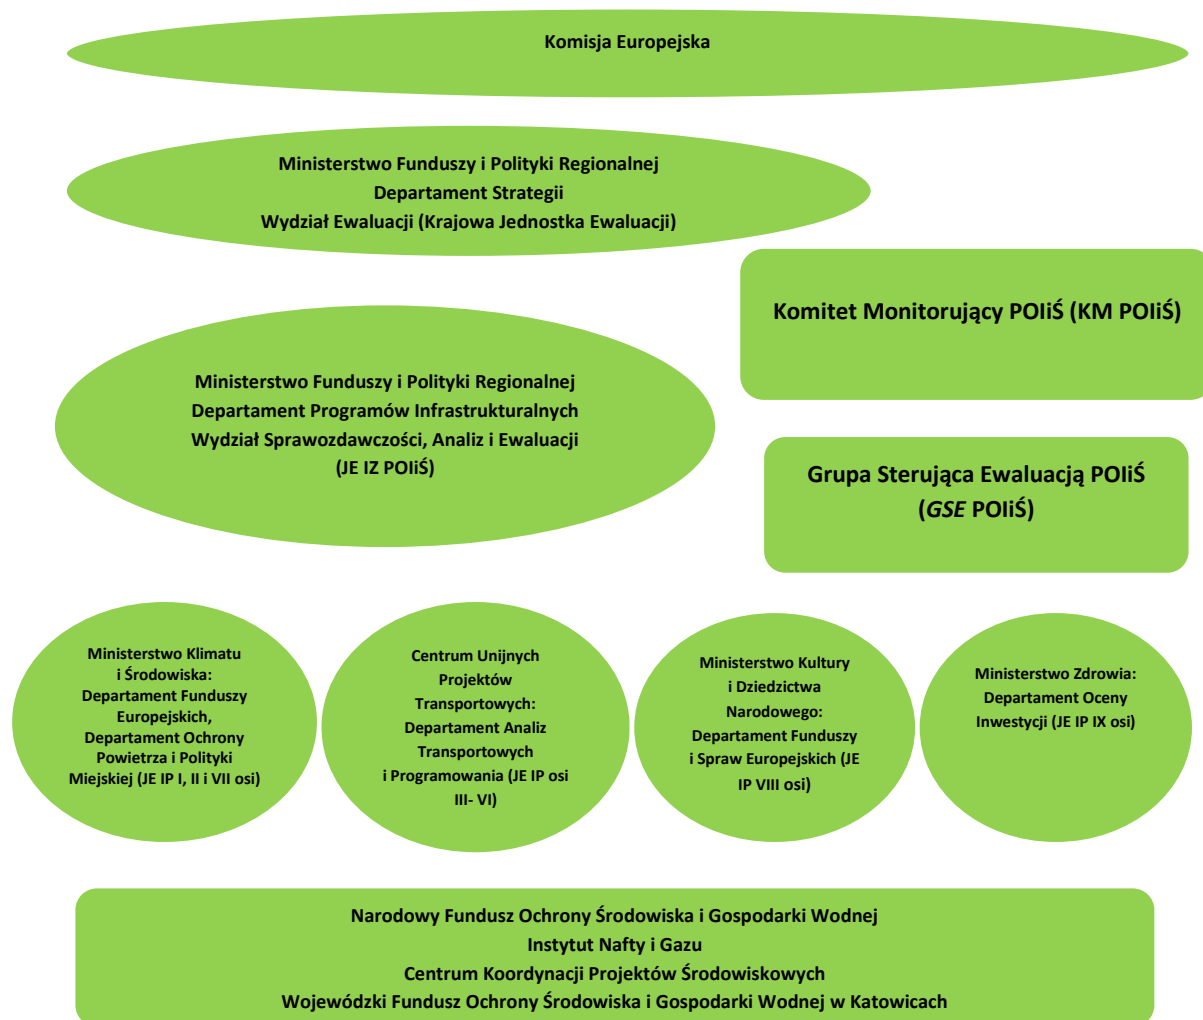 Komisja Europejska
Ministerstwo Funduszy i Polityki Regionalnej
Departament Strategii
Wydział Ewaluacji (Krajowa Jednostka Ewaluacji)
Komitet Monitorujący POIiŚ (KM POIiŚ)
Ministerstwo Funduszy i Polityki Regionalnej
Departament Programów Infrastrukturalnych
Wydział Sprawozdawczości, Analiz i Ewaluacji
(JE IZ POIiŚ)
Grupa Sterująca Ewaluacją POIiŚ
(GSE POIiŚ)
Ministerstwo Klimatu
i Środowiska:
Departament Funduszy
Europejskich,
Departament Ochrony
Powietrza i Polityki
Miejskiej (JE IP I, II i VII osi)
Centrum Unijnych
Projektów
Transportowych:
Departament Analiz
Transportowych
i Programowania (JE IP osi
III- VI)
Ministerstwo Kultury
i Dziedzictwa
Narodowego:
Departament Funduszy
i Spraw Europejskich (JE
IP VIII osi)
Ministerstwo Zdrowia:
Departament Oceny
Inwestycji (JE IP IX osi)
Narodowy Fundusz Ochrony Środowiska i Gospodarki Wodnej
Instytut Nafty i Gazu
Centrum Koordynacji Projektów Środowiskowych
Wojewódzki Fundusz Ochrony Środowiska i Gospodarki Wodnej w Katowicach